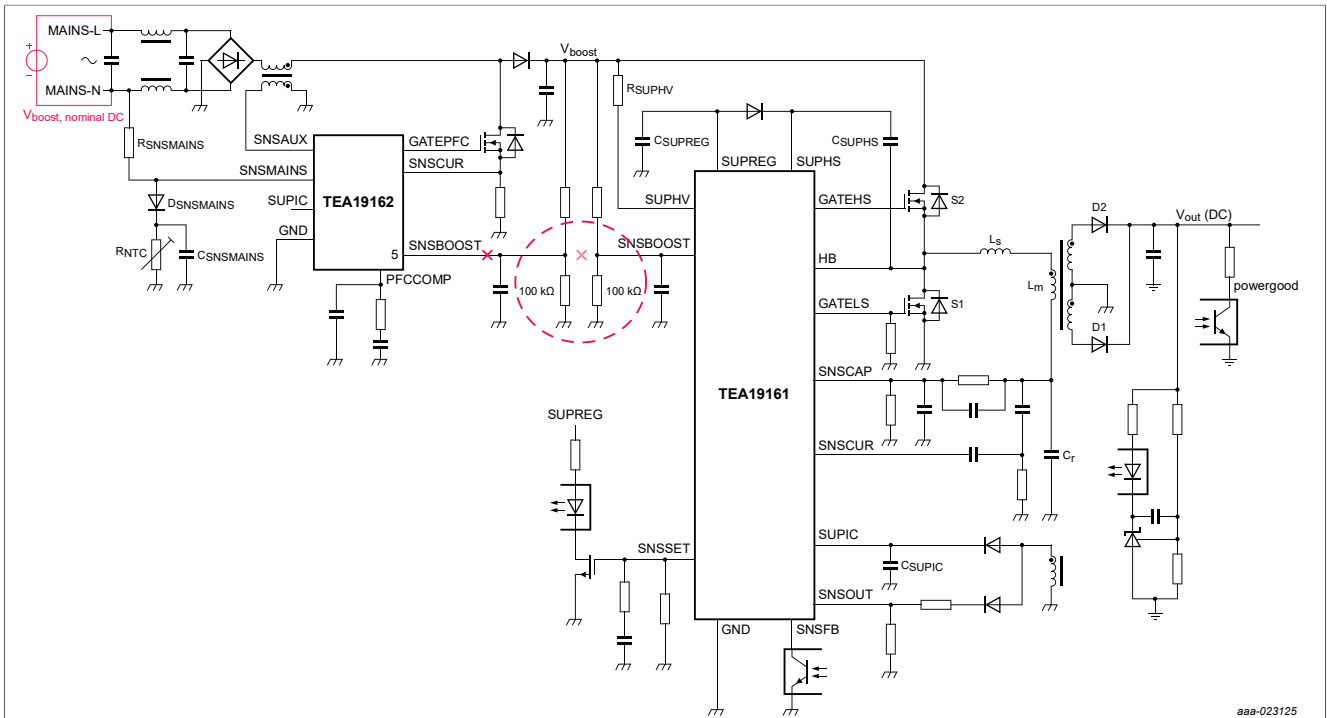 MAINS-L
+
−
~
MAINS-N
Vboost, nominal DC
RSNSMAINS
DSNSMAINS
RNTC
CSNSMAINS
SNSAUX
SNSMAINS
SUPIC
GND
TEA19162
GATEPFC
SNSCUR
5
SNSBOOST
PFCCOMP
100 kΩ
100 kΩ
SNSBOOST
Vboost
RSUPHV
CSUPREG
CSUPHS
SUPREG
SUPHS
SUPHV
GATEHS
S2
HB
GATELS
S1
TEA19161
SNSCAP
SNSCUR
SUPIC
CSUPIC
SNSOUT
SNSSET
GND
SNSFB
SUPREG
Ls
Lm
Cr
D2
D1
Vout (DC)
powergood
aaa-023125